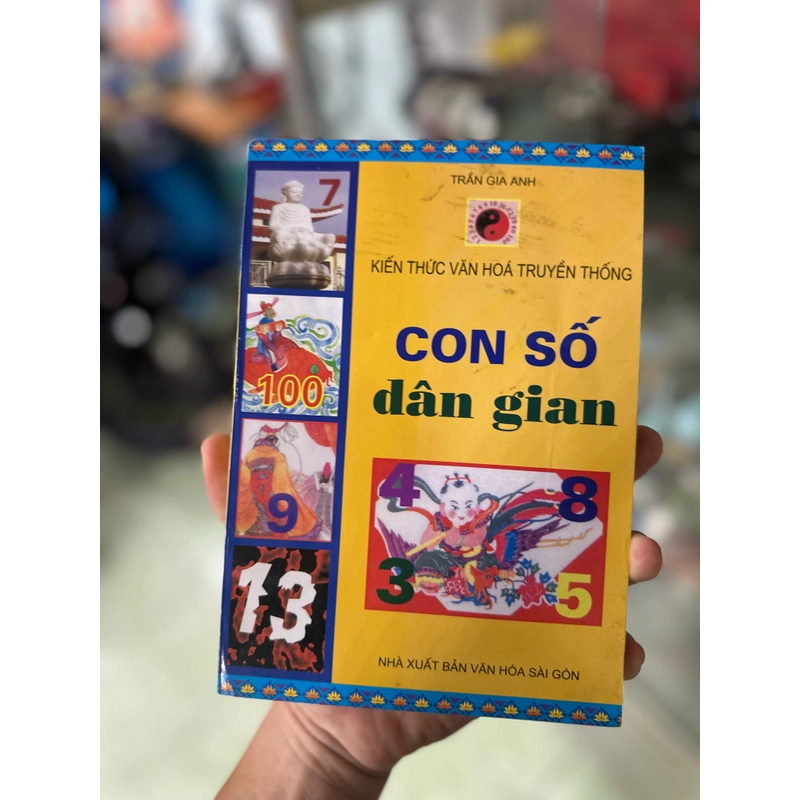 TRẦN GIA ANH
KIẾN THỨC VĂN HOÁ TRUYỀN THỐNG
CON SỐ
dân gian
7
100
9
13
4
8
3
5
NHÀ XUẤT BẢN VĂN HÓA SÀI GÒN